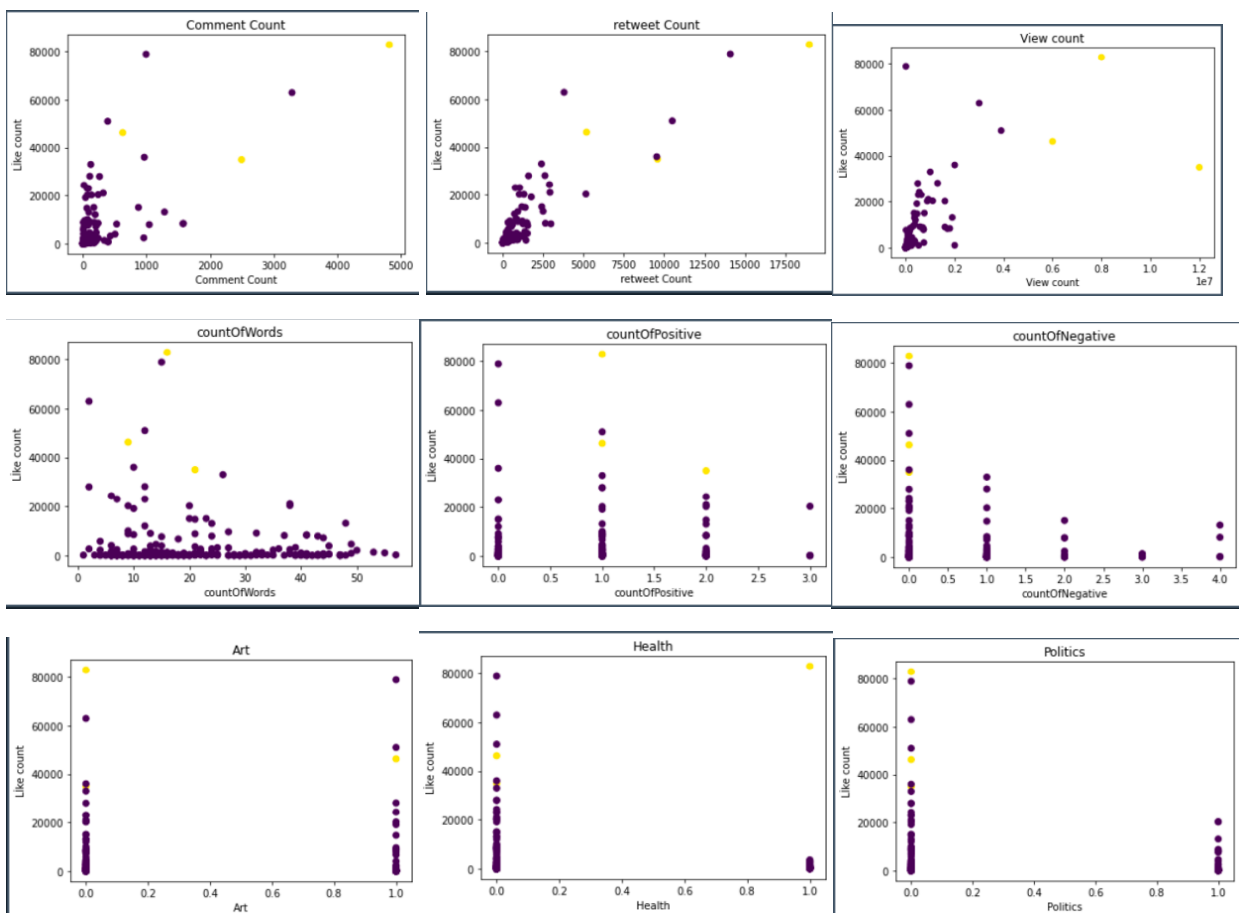 Comment Count
80000
60000
40000
20000
0
Like count
0 1000 2000 3000 4000 5000
Comment Count
retweet Count
80000
60000
40000
20000
0
Like count
0 2500 5000 7500 10000 12500 15000 17500
retweet Count
View count
80000
60000
40000
20000
0
Like count
0.0 0.2 0.4 0.6 0.8 1.0 1.2
1e7
View count
countOfWords
80000
60000
40000
20000
0
Like count
0 10 20 30 40 50
countOfWords
countOfPositive
80000
60000
40000
20000
0
Like count
0.0 0.5 1.0 1.5 2.0 2.5 3.0
countOfPositive
countOfNegative
80000
60000
40000
20000
0
Like count
0.0 0.5 1.0 1.5 2.0 2.5 3.0 3.5 4.0
countOfNegative
Art
80000
60000
40000
20000
0
Like count
0.0 0.2 0.4 0.6 0.8 1.0
Art
Health
80000
60000
40000
20000
0
Like count
0.0 0.2 0.4 0.6 0.8 1.0
Health
Politics
80000
60000
40000
20000
0
Like count
0.0 0.2 0.4 0.6 0.8 1.0
Politics